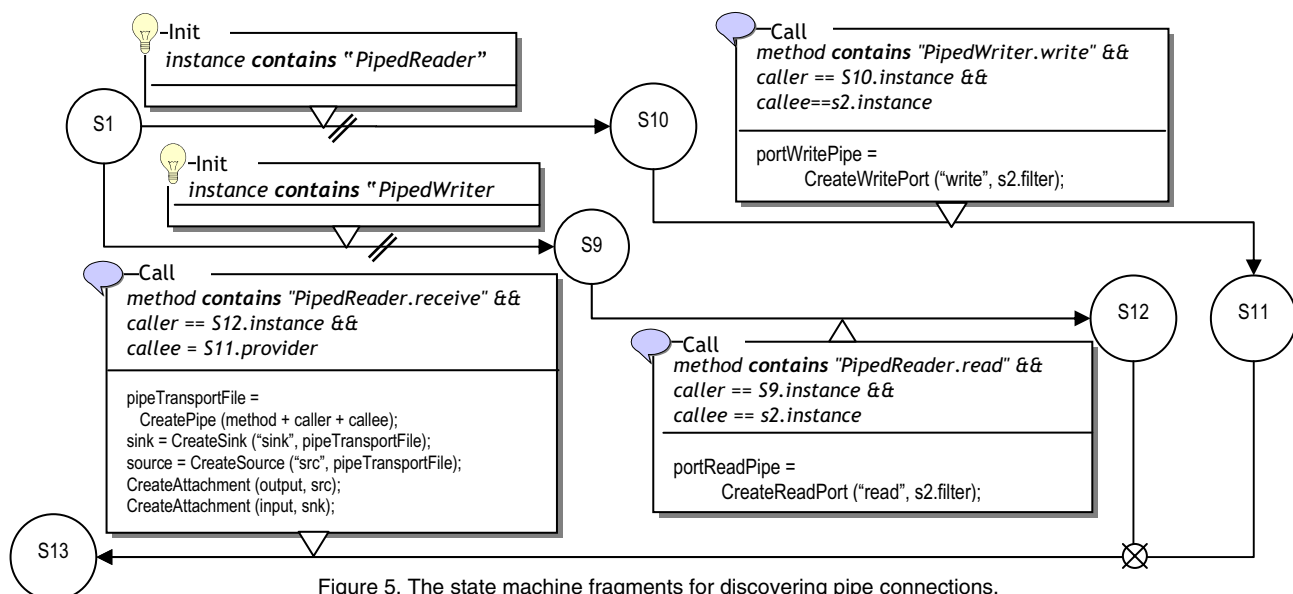 Init
instance contains “PipedReader”
Call
method contains "PipedWriter.write" &&
caller == S10.instance &&
callee==s2.instance
portWritePipe =
CreateWritePort (“write”, s2.filter);
S1
S10
Init
instance contains “PipedWriter
S9
Call
method contains "PipedReader.receive" &&
caller == S12.instance &&
callee = S11.provider
pipeTransportFile =
CreatePipe (method + caller + callee);
sink = CreateSink (“sink”, pipeTransportFile);
source = CreateSource (“src”, pipeTransportFile);
CreateAttachment (output, src);
CreateAttachment (input, snk);
S12
S11
Call
method contains "PipedReader.read" &&
caller == S9.instance &&
callee == s2.instance
portReadPipe =
CreateReadPort (“read”, s2.filter);
S13
Figure 5. The state machine fragments for discovering pipe connections.